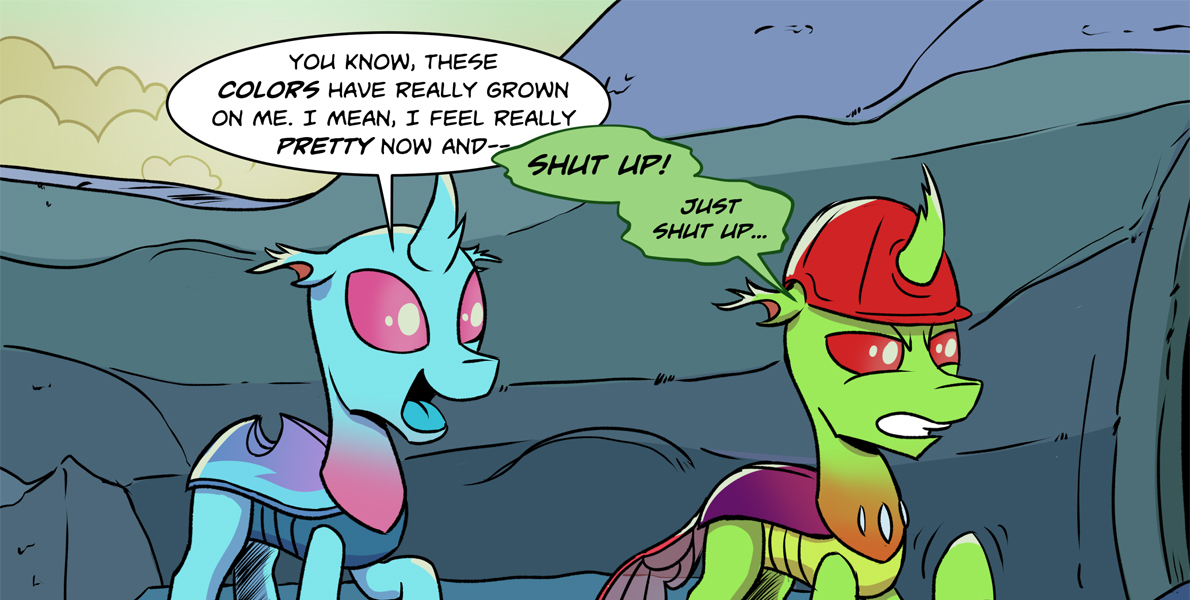 YOU KNOW, THESE
COLORS HAVE REALLY GROWN
ON ME. I MEAN, I FEEL REALLY
PRETTY NOW AND--
SHUT UP!
JUST
SHUT UP...